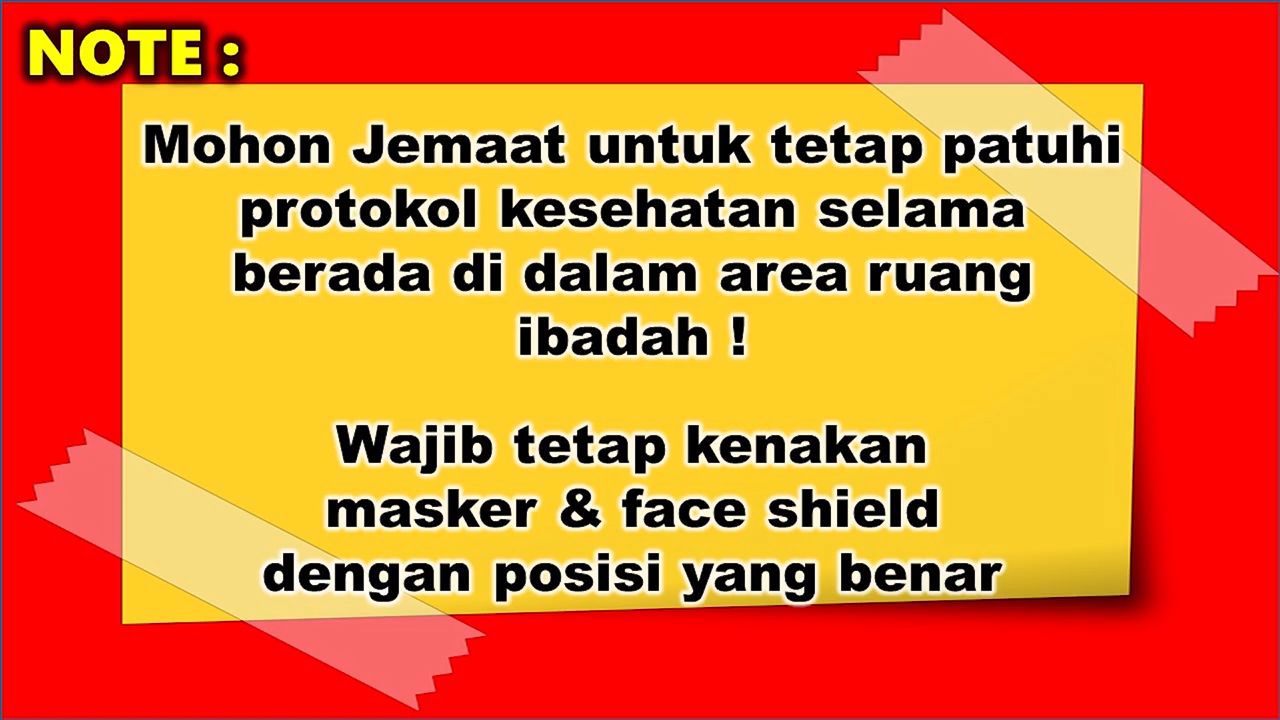 NOTE :
Mohon Jemaat untuk tetap patuhi
protokol kesehatan selama
berada di dalam area ruang
ibadah !
Wajib tetap kenakan
masker & face shield
dengan posisi yang benar